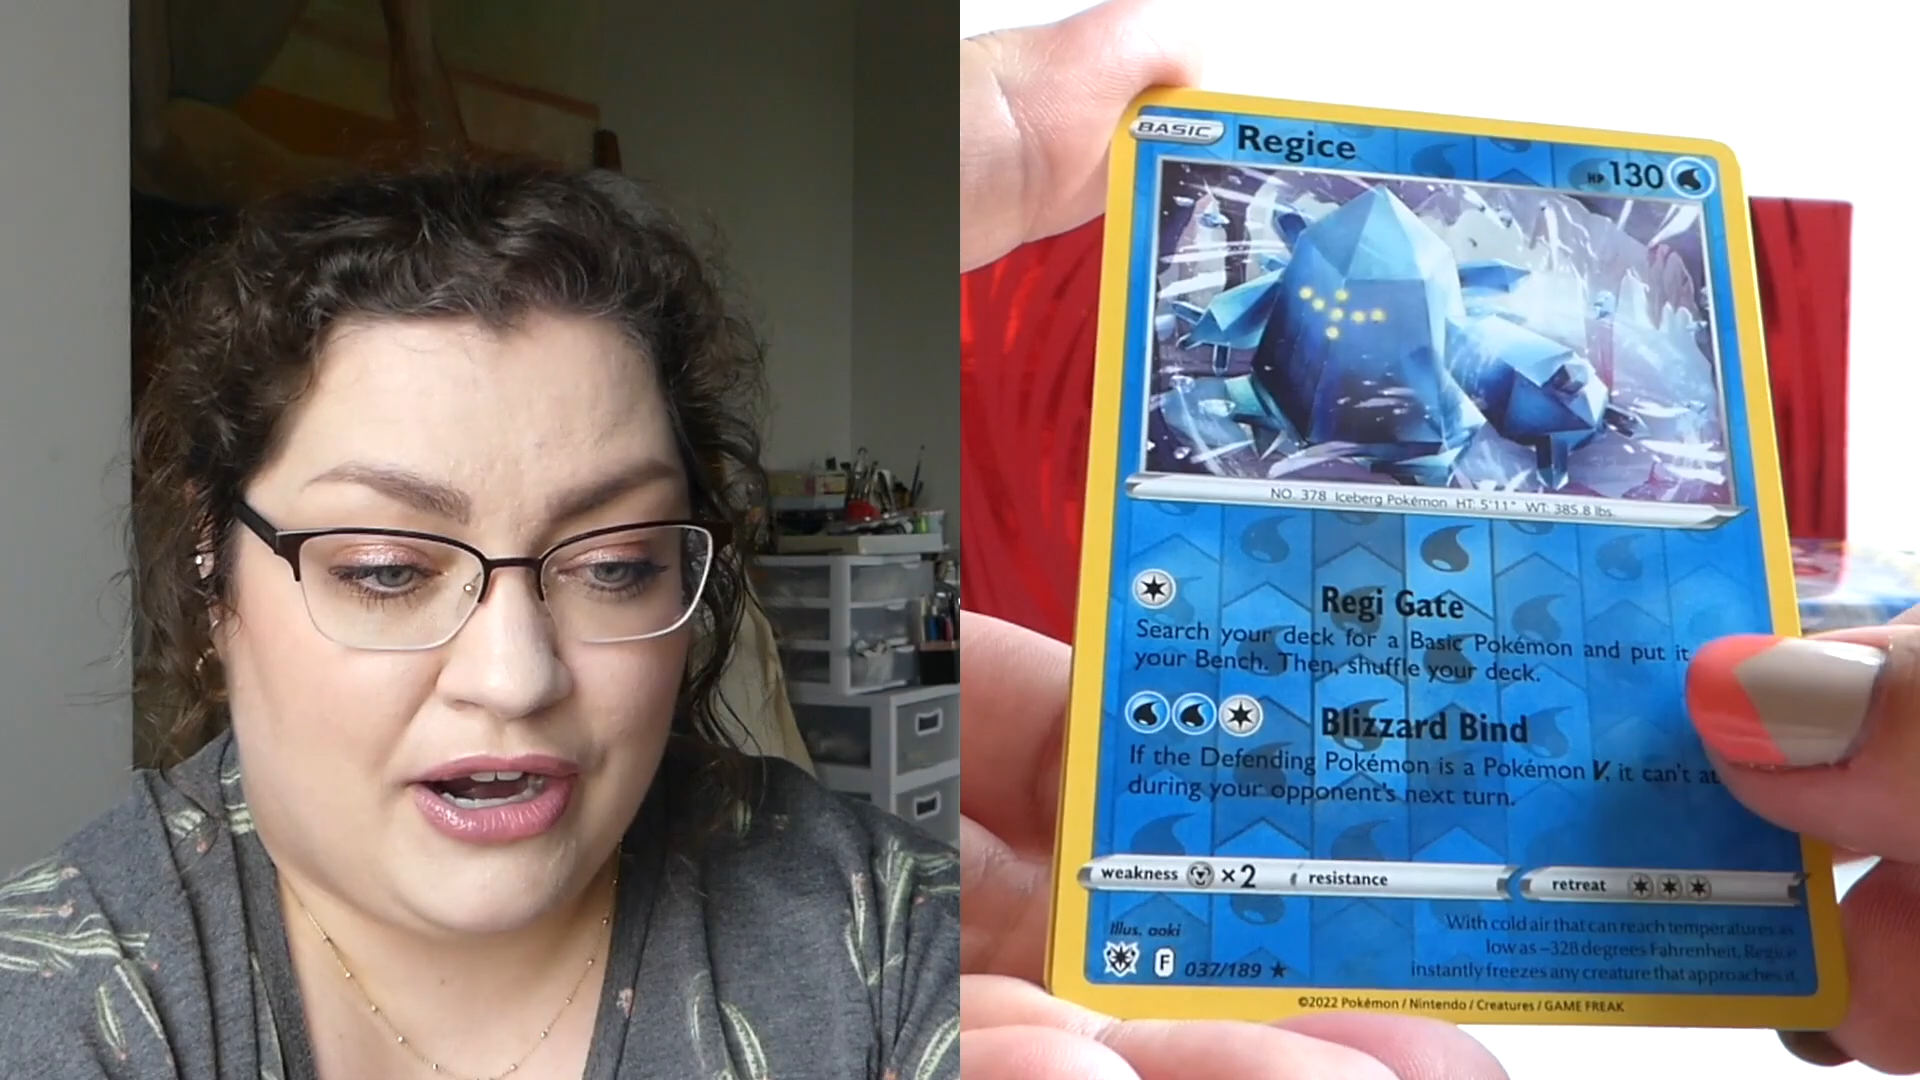 BASIC Regice HP 130
NO. 378 Iceberg Pokémon HT: 5'11" WT: 385.8 lbs.
Regi Gate
Search your deck for a Basic Pokémon and put it
your Bench. Then, shuffle your deck.
Blizzard Bind
If the Defending Pokémon is a Pokémon V, it can't
during your opponent's next turn.
weakness ×2 resistance retreat
Illus. aoki
With cold air that can reach temperatures as
low as -328 degrees Fahrenheit, Regice
instantly freezes any creature that approaches it.
F 037/189 ★
©2022 Pokémon / Nintendo / Creatures / GAME FREAK